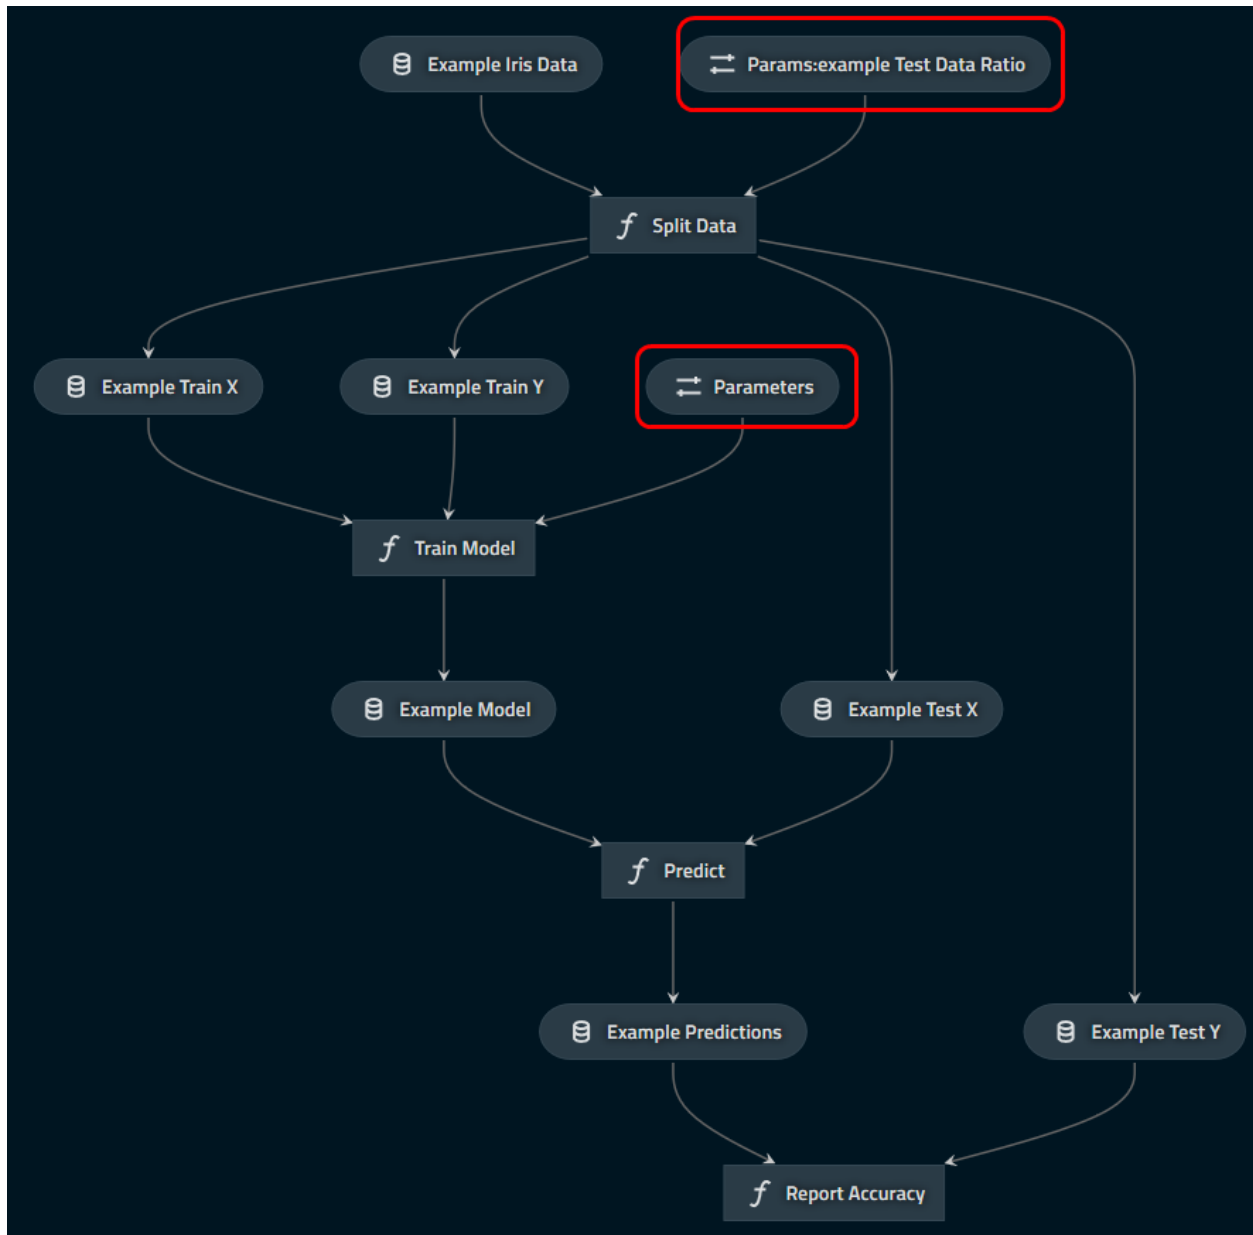 Example Iris Data
Params:example Test Data Ratio
Split Data
Example Train X
Example Train Y
Parameters
Train Model
Example Model
Example Test X
Predict
Example Predictions
Example Test Y
Report Accuracy